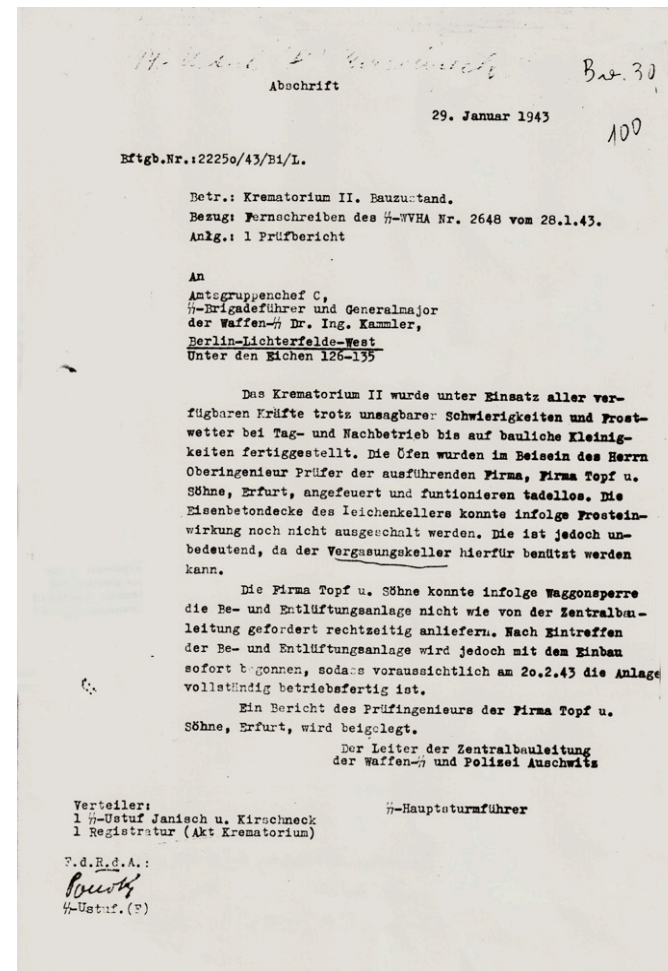 Br. 30
Abschrift
29. Januar 1943
100
Bftgb.Nr.:22250/43/Bi/L.
Betr.: Krematorium II. Bauzustand.
Bezug: Fernschreiben des ᛋᛋ-WVHA Nr. 2648 vom 28.1.43.
Anlg.: 1 Prüfbericht
An
Amtsgruppenchef C,
ᛋᛋ-Brigadeführer und Generalmajor
der Waffen-ᛋᛋ Dr. Ing. Kammler,
Berlin-Lichterfelde-West
Unter den Eichen 126-135
Das Krematorium II wurde unter Einsatz aller ver-
fügbaren Kräfte trotz unsagbarer Schwierigkeiten und Frost-
wetter bei Tag- und Nachbetrieb bis auf bauliche Kleinig-
keiten fertiggestellt. Die Öfen wurden im Beisein des Herrn
Oberingenieur Prüfer der ausführenden Firma, Firma Topf u.
Söhne, Erfurt, angefeuert und funtionieren tadellos. Die
Eisenbetondecke des Leichenkellers konnte infolge Frostein-
wirkung noch nicht ausgeschalt werden. Die ist jedoch un-
bedeutend, da der Vergasungskeller hierfür benützt werden
kann.
Die Firma Topf u. Söhne konnte infolge Waggonsperre
die Be- und Entlüftungsanlage nicht wie von der Zentralbau-
leitung gefordert rechtzeitig anliefern. Nach Eintreffen
der Be- und Entlüftungsanlage wird jedoch mit dem Einbau
sofort begonnen, sodass voraussichtlich am 20.2.43 die Anlage
vollständig betriebsfertig ist.
Ein Bericht des Prüfingenieurs der Firma Topf u.
Söhne, Erfurt, wird beigelegt.
Der Leiter der Zentralbauleitung
der Waffen-ᛋᛋ und Polizei Auschwitz
Verteiler:
1 ᛋᛋ-Ustuf Janisch u. Kirschneck
1 Registratur (Akt Krematorium)
ᛋᛋ-Hauptsturmführer
F.d.R.d.A.:
ᛋᛋ-Ustuf.(F)